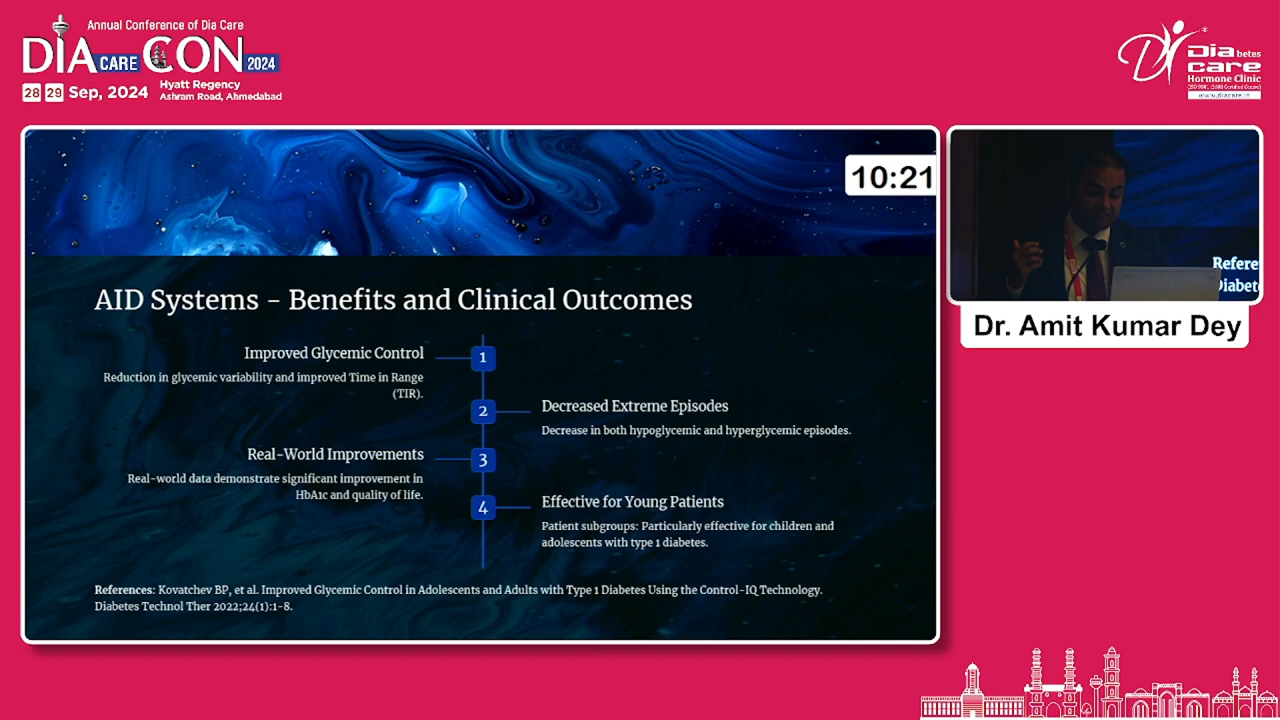 Annual Conference of Dia Care
DIA CARE CON 2024
28 29 Sep, 2024
Hyatt Regency
Ashram Road, Ahmedabad
Dia betes
care
Hormone Clinic
10:21
AID Systems - Benefits and Clinical Outcomes
Improved Glycemic Control
1
Reduction in glycemic variability and improved Time in Range
(TIR).
2
Decreased Extreme Episodes
Decrease in both hypoglycemic and hyperglycemic episodes.
Real-World Improvements
3
Real-world data demonstrate significant improvement in
HbA1c and quality of life.
4
Effective for Young Patients
Patient subgroups: Particularly effective for children and
adolescents with type 1 diabetes.
References: Kovatchev BP, et al. Improved Glycemic Control in Adolescents and Adults with Type 1 Diabetes Using the Control-IQ Technology.
Diabetes Technol Ther 2022;24(1):1-8.
Refere
Diabet
Dr. Amit Kumar Dey